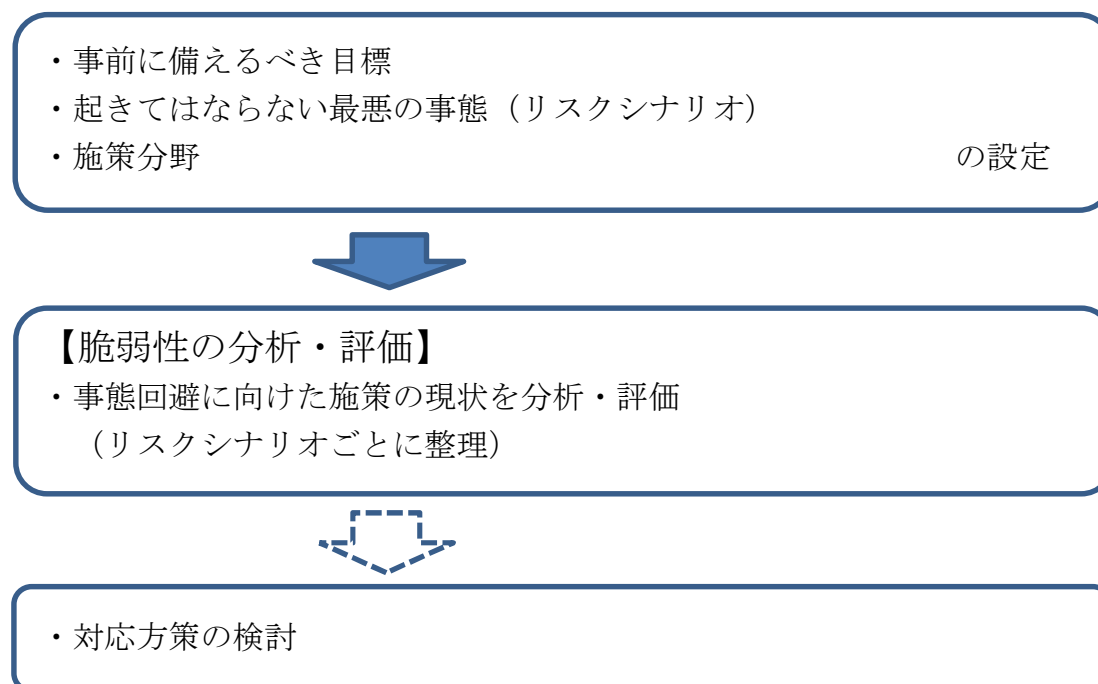 ・事前に備えるべき目標
・起きてはならない最悪の事態（リスクシナリオ）
・施策分野 の設定
【脆弱性の分析・評価】
・事態回避に向けた施策の現状を分析・評価
（リスクシナリオごとに整理）
・対応方策の検討